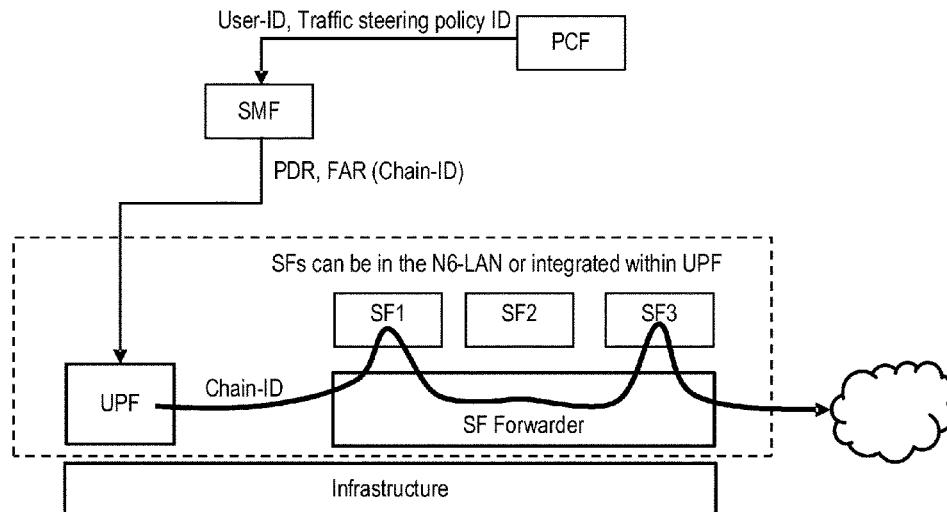 User-ID, Traffic steering policy ID
PCF
SMF
PDR, FAR (Chain-ID)
SFs can be in the N6-LAN or integrated within UPF
SF1
SF2
SF3
UPF
Chain-ID
SF Forwarder
Infrastructure